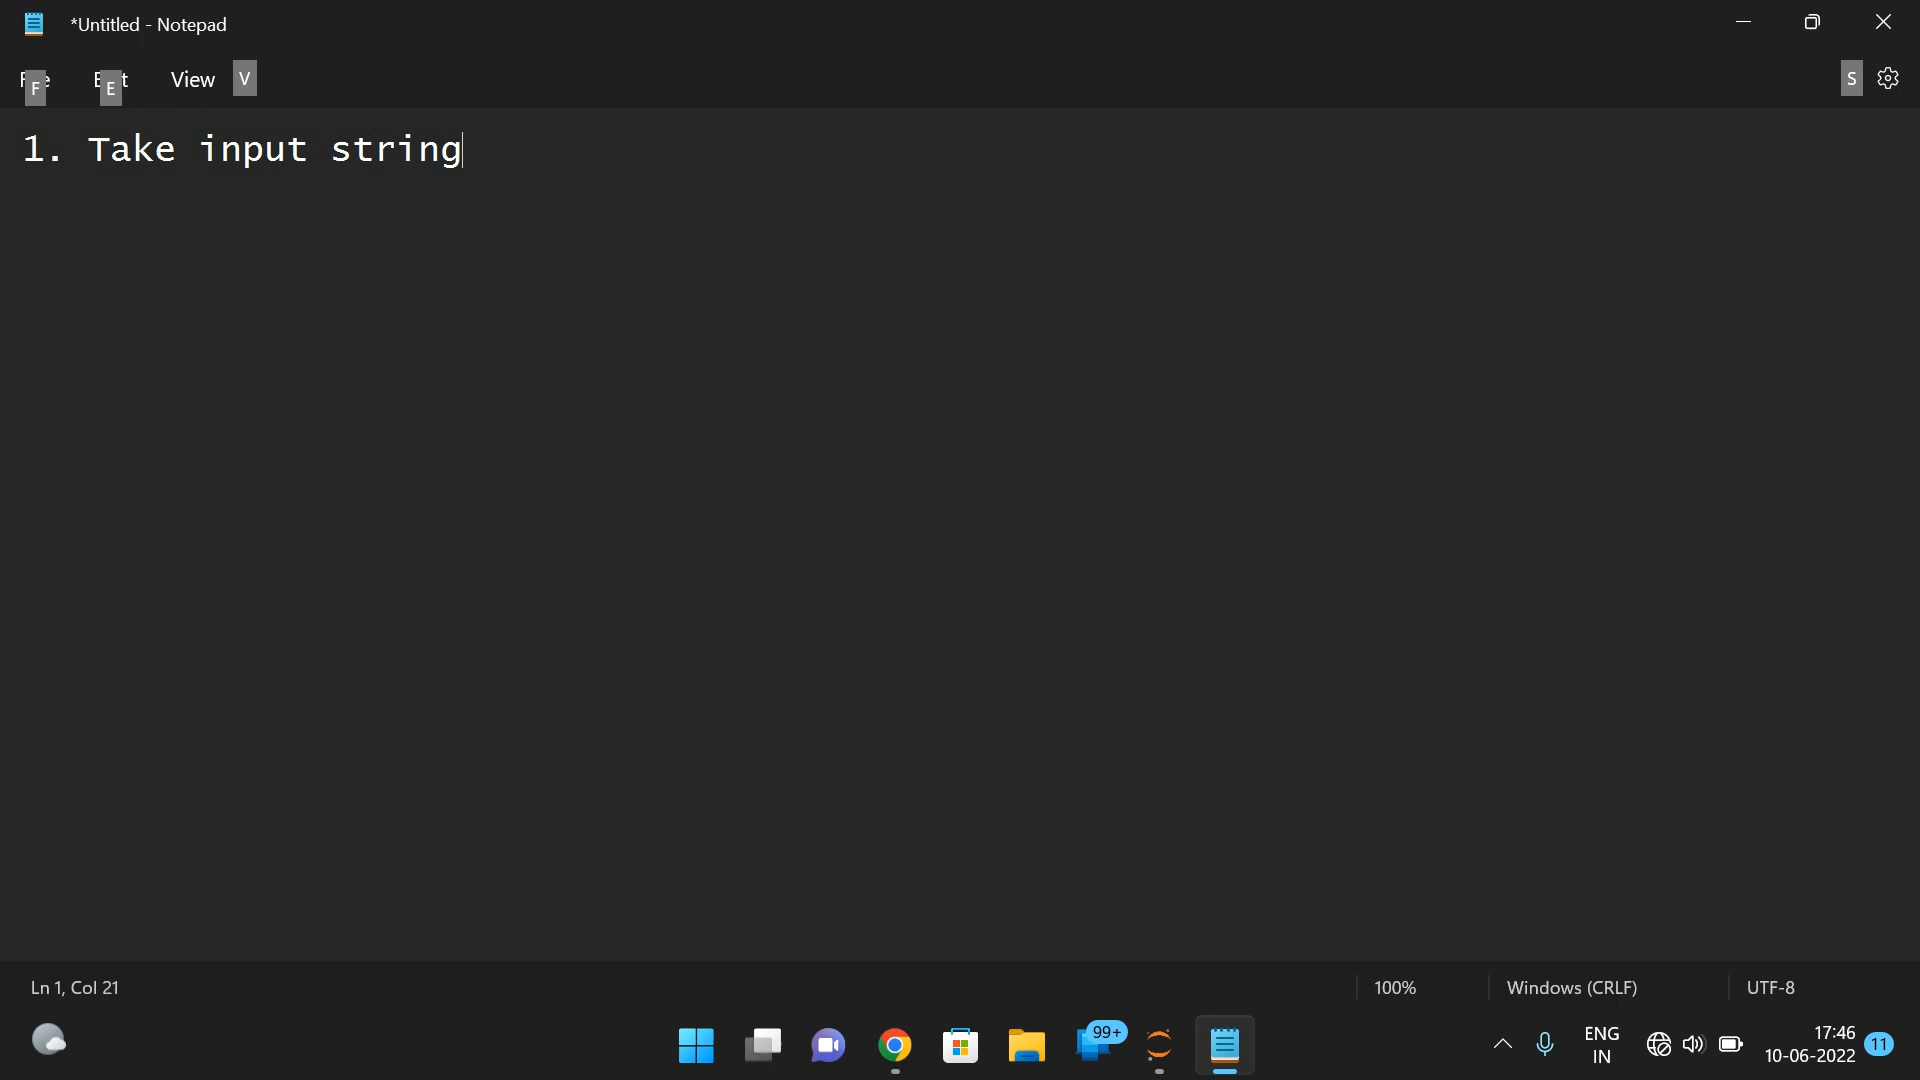 *Untitled - Notepad
F E View V S
1. Take input string
Ln 1, Col 21 100% Windows (CRLF) UTF-8
99+
ENG 17:46
IN 10-06-2022 11